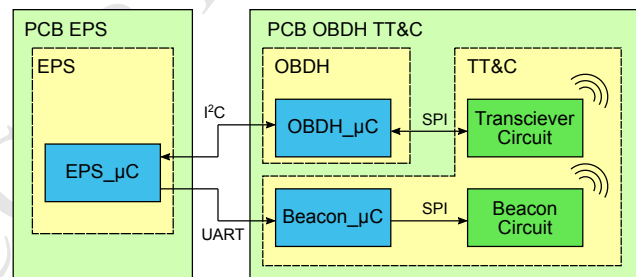 PCB EPS
EPS
EPS_µC
I²C
UART
PCB OBDH TT&C
OBDH
OBDH_µC
SPI
TT&C
Transciever
Circuit
Beacon_µC
SPI
Beacon
Circuit